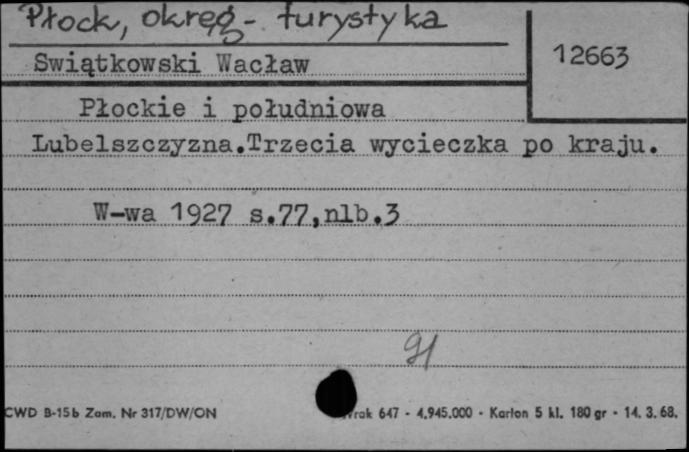 Płock, okręg - turystyka
Swiątkowski Wacław
12663
Płockie i południowa
Lubelszczyzna.Trzecia wycieczka po kraju.
W-wa 1927 s.77,nlb.3
91
CWD B-15b Zam. Nr 317/DW/ON
647 - 4.945.000 - Karton 5 kl. 180 gr - 14. 3. 68.